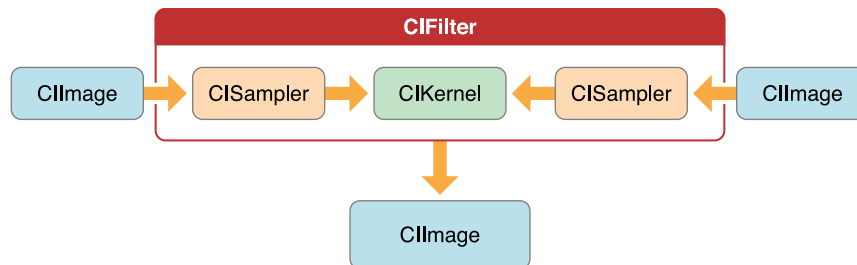 CIFilter
CIImage
CISampler
CIKernel
CISampler
CIImage
CIImage